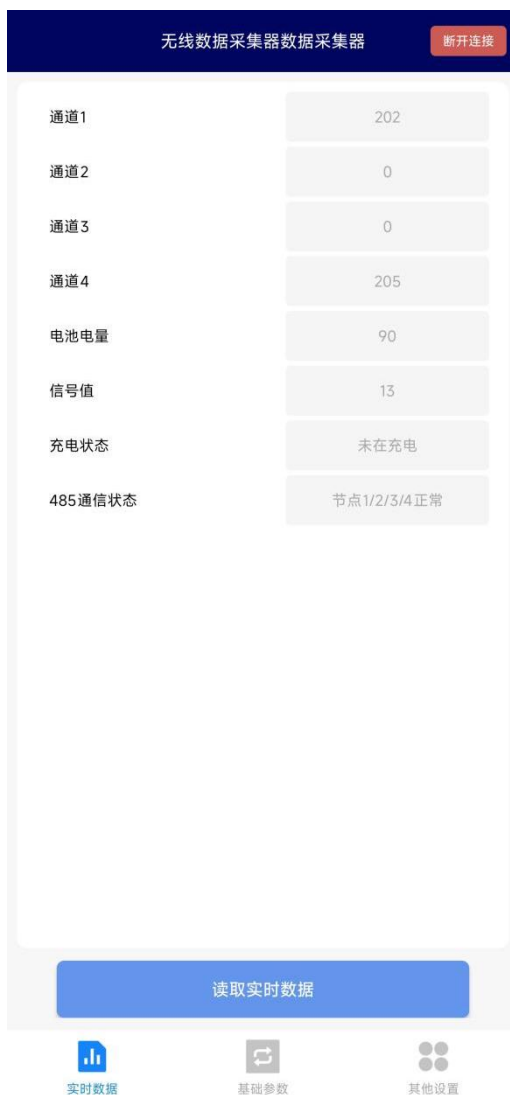 无线数据采集器数据采集器 断开连接
通道1 202
通道2 0
通道3 0
通道4 205
电池电量 90
信号值 13
充电状态 未在充电
485通信状态 节点1/2/3/4正常
读取实时数据
实时数据 基础参数 其他设置